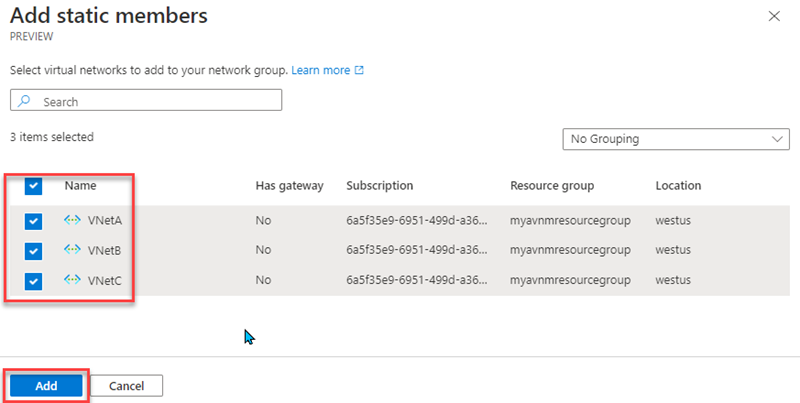 Add static members
PREVIEW
Select virtual networks to add to your network group. Learn more
Search
3 items selected
No Grouping
Name Has gateway Subscription Resource group Location
VNetA No 6a5f35e9-6951-499d-a36... myavnmresourcegroup westus
VNetB No 6a5f35e9-6951-499d-a36... myavnmresourcegroup westus
VNetC No 6a5f35e9-6951-499d-a36... myavnmresourcegroup westus
Add Cancel